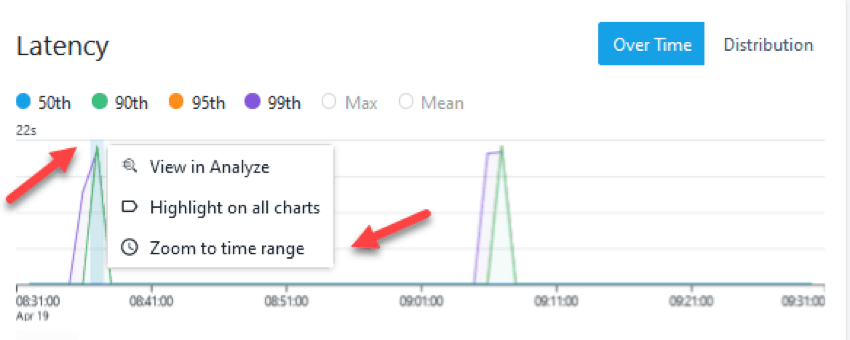 Latency
Over Time Distribution
50th 90th 95th 99th Max Mean
22s
View in Analyze
Highlight on all charts
Zoom to time range
08:31:00 08:41:00 08:51:00 09:01:00 09:11:00 09:21:00 09:31:00
Apr 19